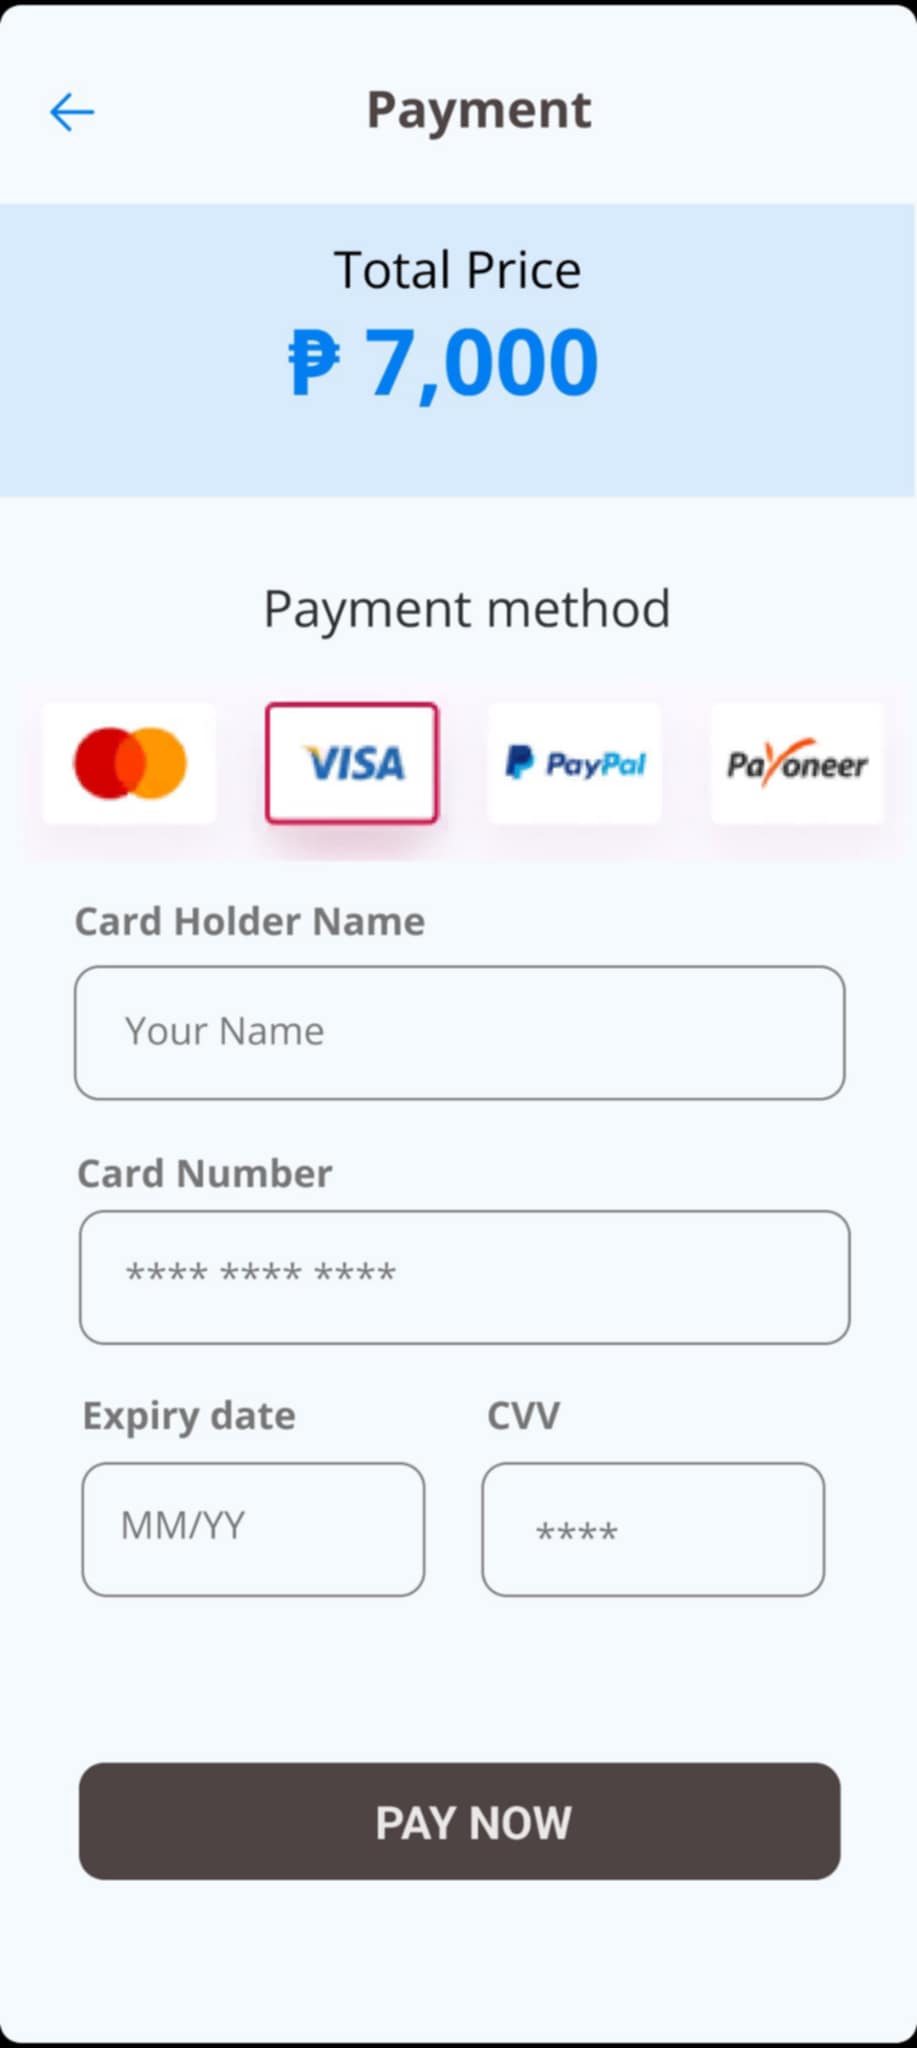 Payment
Total Price
₱ 7,000
Payment method
VISA PayPal Payoneer
Card Holder Name
Your Name
Card Number
**** **** ****
Expiry date CVV
MM/YY ****
PAY NOW